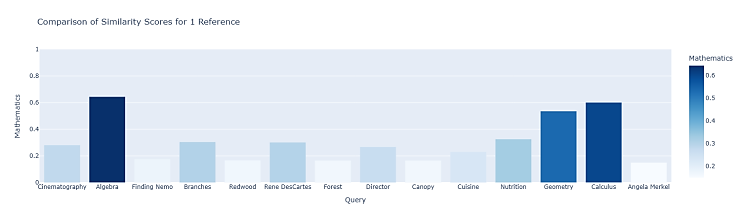 Comparison of Similarity Scores for 1 Reference
1
0.8
0.6
0.4
0.2
0
Mathematics
Cinematography Algebra Finding Nemo Branches Redwood Rene DesCartes Forest Director Canopy Cuisine Nutrition Geometry Calculus Angela Merkel
Query
Mathematics
0.6
0.5
0.4
0.3
0.2